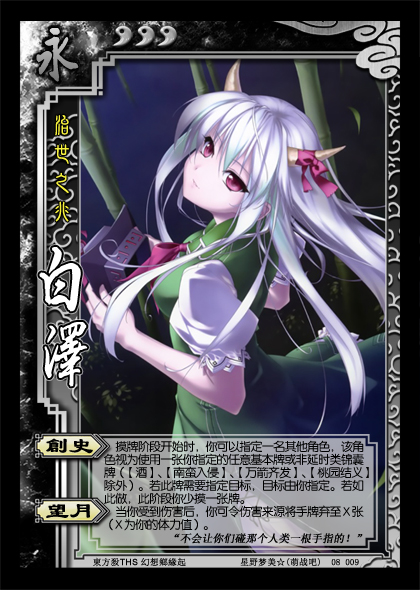 永
治世之兆
白澤
創史
摸牌阶段开始时，你可以指定一名其他角色，该角
色视为使用一张你指定的任意基本牌或非延时类锦囊
牌（【酒】、【南蛮入侵】、【万箭齐发】、【桃园结义】
除外）。若此牌需要指定目标，目标由你指定。若如
此做，此阶段你少摸一张牌。
望月
当你受到伤害后，你可令伤害来源将手牌弃至X张
（X为你的体力值）。
“不会让你们碰那个人类一根手指的！”
東方殺THS 幻想鄉緣起 星野梦美☆(萌战吧) 08 009